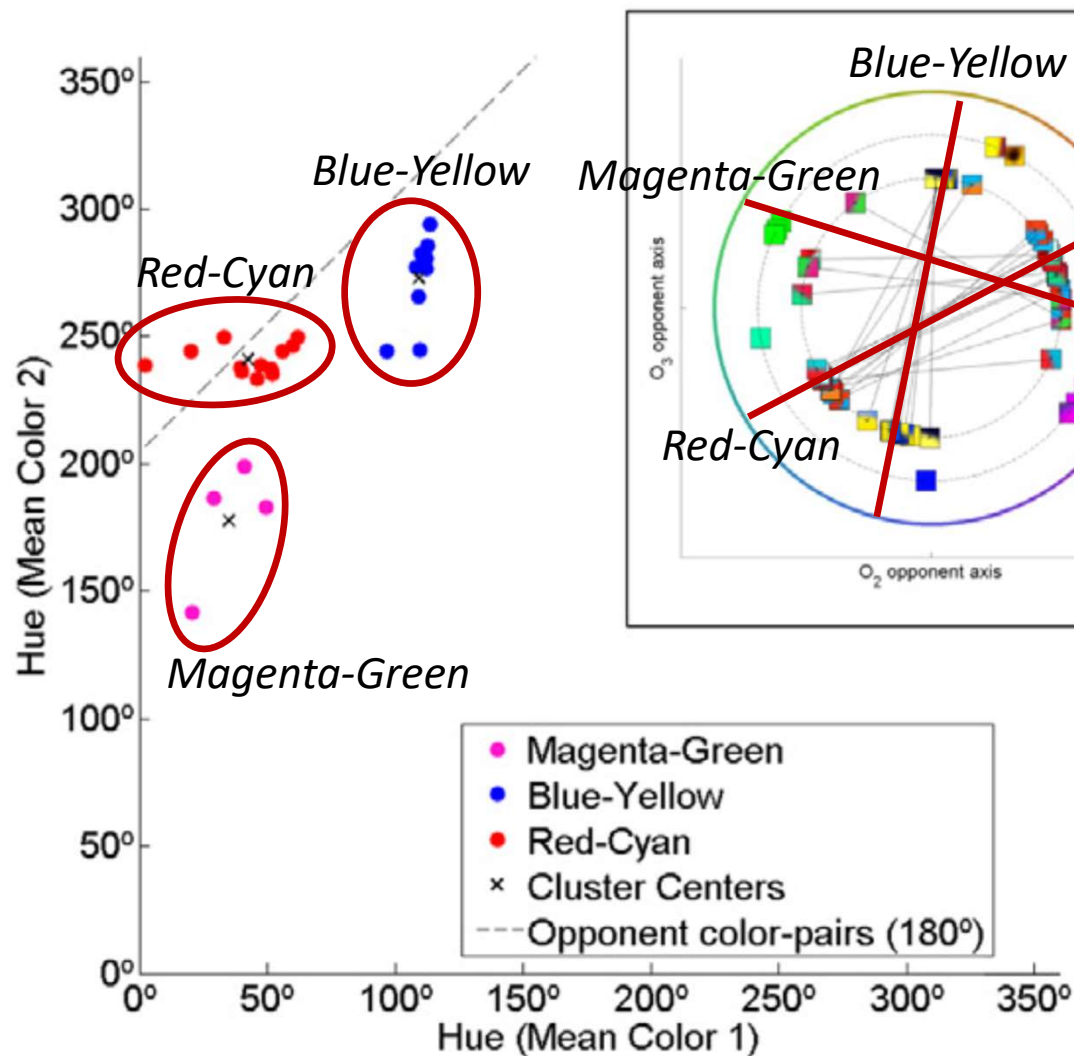 350º
300º
250º
200º
150º
100º
50º
0º
Hue (Mean Color 2)
Blue-Yellow
Red-Cyan
Magenta-Green
Blue-Yellow
Magenta-Green
Red-Cyan
O3 opponent axis
O2 opponent axis
Magenta-Green
Blue-Yellow
Red-Cyan
Cluster Centers
Opponent color-pairs (180º)
0º 50º 100º 150º 200º 250º 300º 350º
Hue (Mean Color 1)